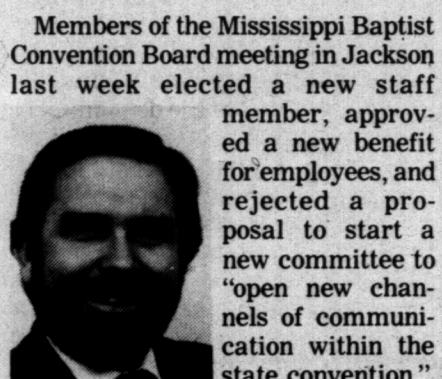 Members of the Mississippi Baptist
Convention Board meeting in Jackson
last week elected a new staff
member, approv-
ed a new benefit
for employees, and
rejected a pro-
posal to start a
new committee to
“open new chan-
nels of communi-
cation within the
state convention.”